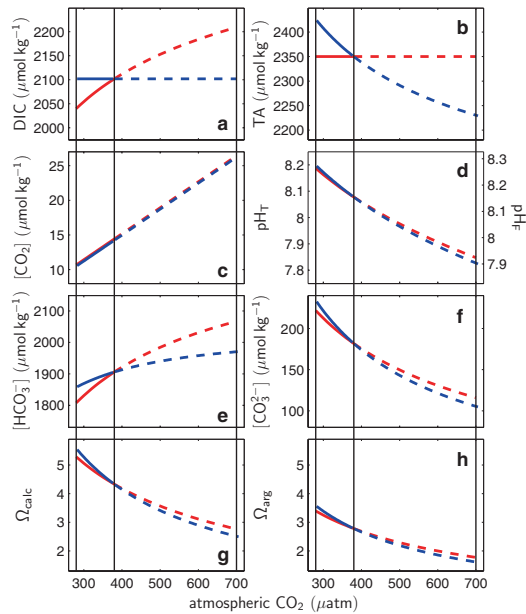 DIC (μmol kg⁻¹)
2200
2150
2100
2050
2000
a
TA (μmol kg⁻¹)
2400
2350
2300
2250
2200
b
[CO₂] (μmol kg⁻¹)
25
20
15
10
c
pH_T
8.2
8.1
8
7.9
7.8
d
8.3
8.2
8.1
8
7.9
pH_F
[HCO₃⁻] (μmol kg⁻¹)
2100
2000
1900
1800
e
[CO₃²⁻] (μmol kg⁻¹)
200
150
100
f
Ω_calc
5
4
3
2
g
300 400 500 600 700
Ω_arg
5
4
3
2
h
300 400 500 600 700
atmospheric CO₂ (μatm)